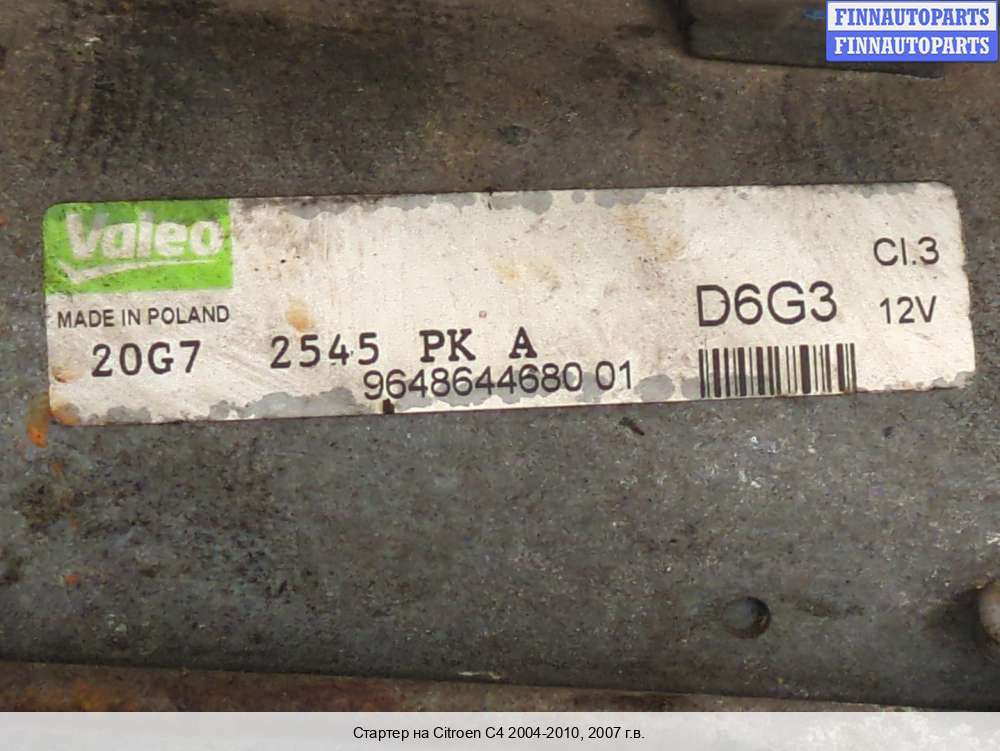 FINNAUTOPARTS
FINNAUTOPARTS
Valeo
Cl.3
MADE IN POLAND
D6G3 12V
20G7 2545 PK A
9648644680 01
Стартер на Citroen C4 2004-2010, 2007 г.в.